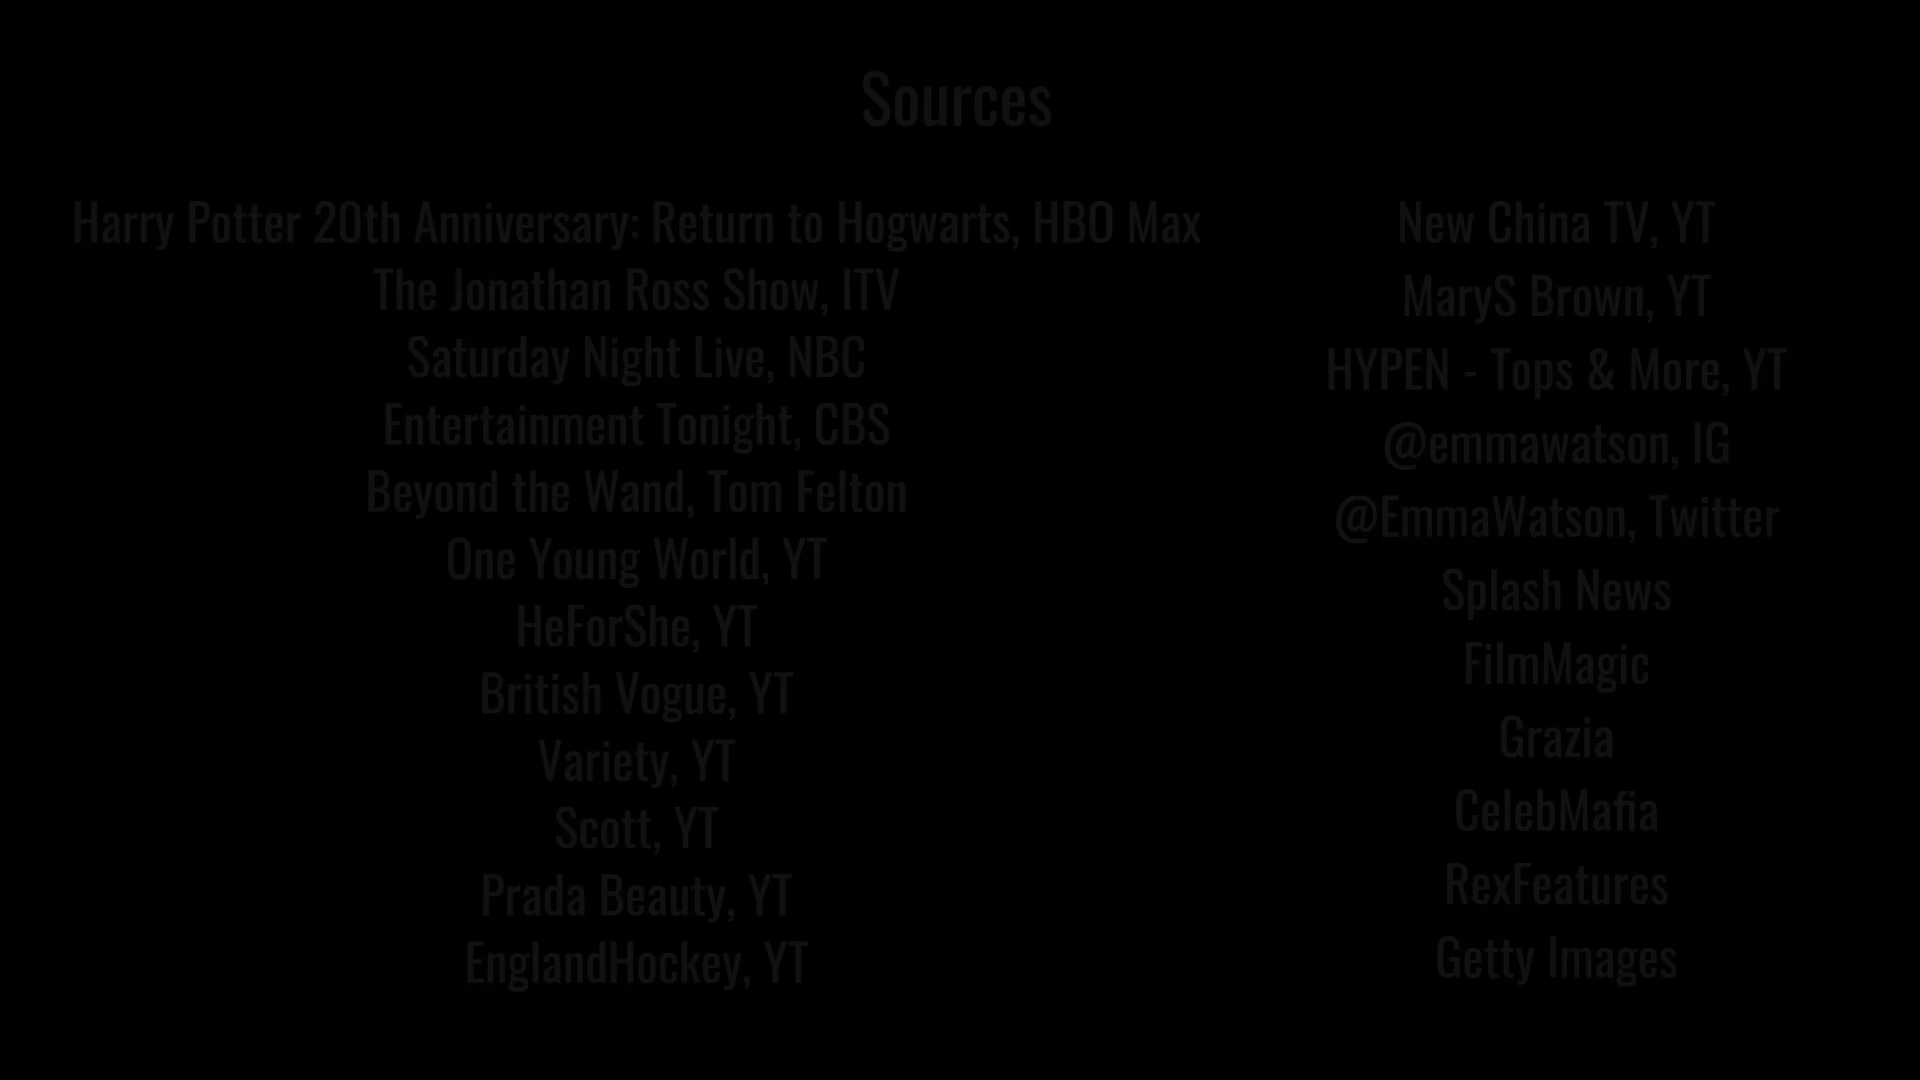 Sources
Harry Potter 20th Anniversary: Return to Hogwarts, HBO Max
The Jonathan Ross Show, ITV
Saturday Night Live, NBC
Entertainment Tonight, CBS
Beyond the Wand, Tom Felton
One Young World, YT
HeForShe, YT
British Vogue, YT
Variety, YT
Scott, YT
Prada Beauty, YT
EnglandHockey, YT
New China TV, YT
MaryS Brown, YT
HYPEN - Tops & More, YT
@emmawatson, IG
@EmmaWatson, Twitter
Splash News
FilmMagic
Grazia
CelebMafia
RexFeatures
Getty Images